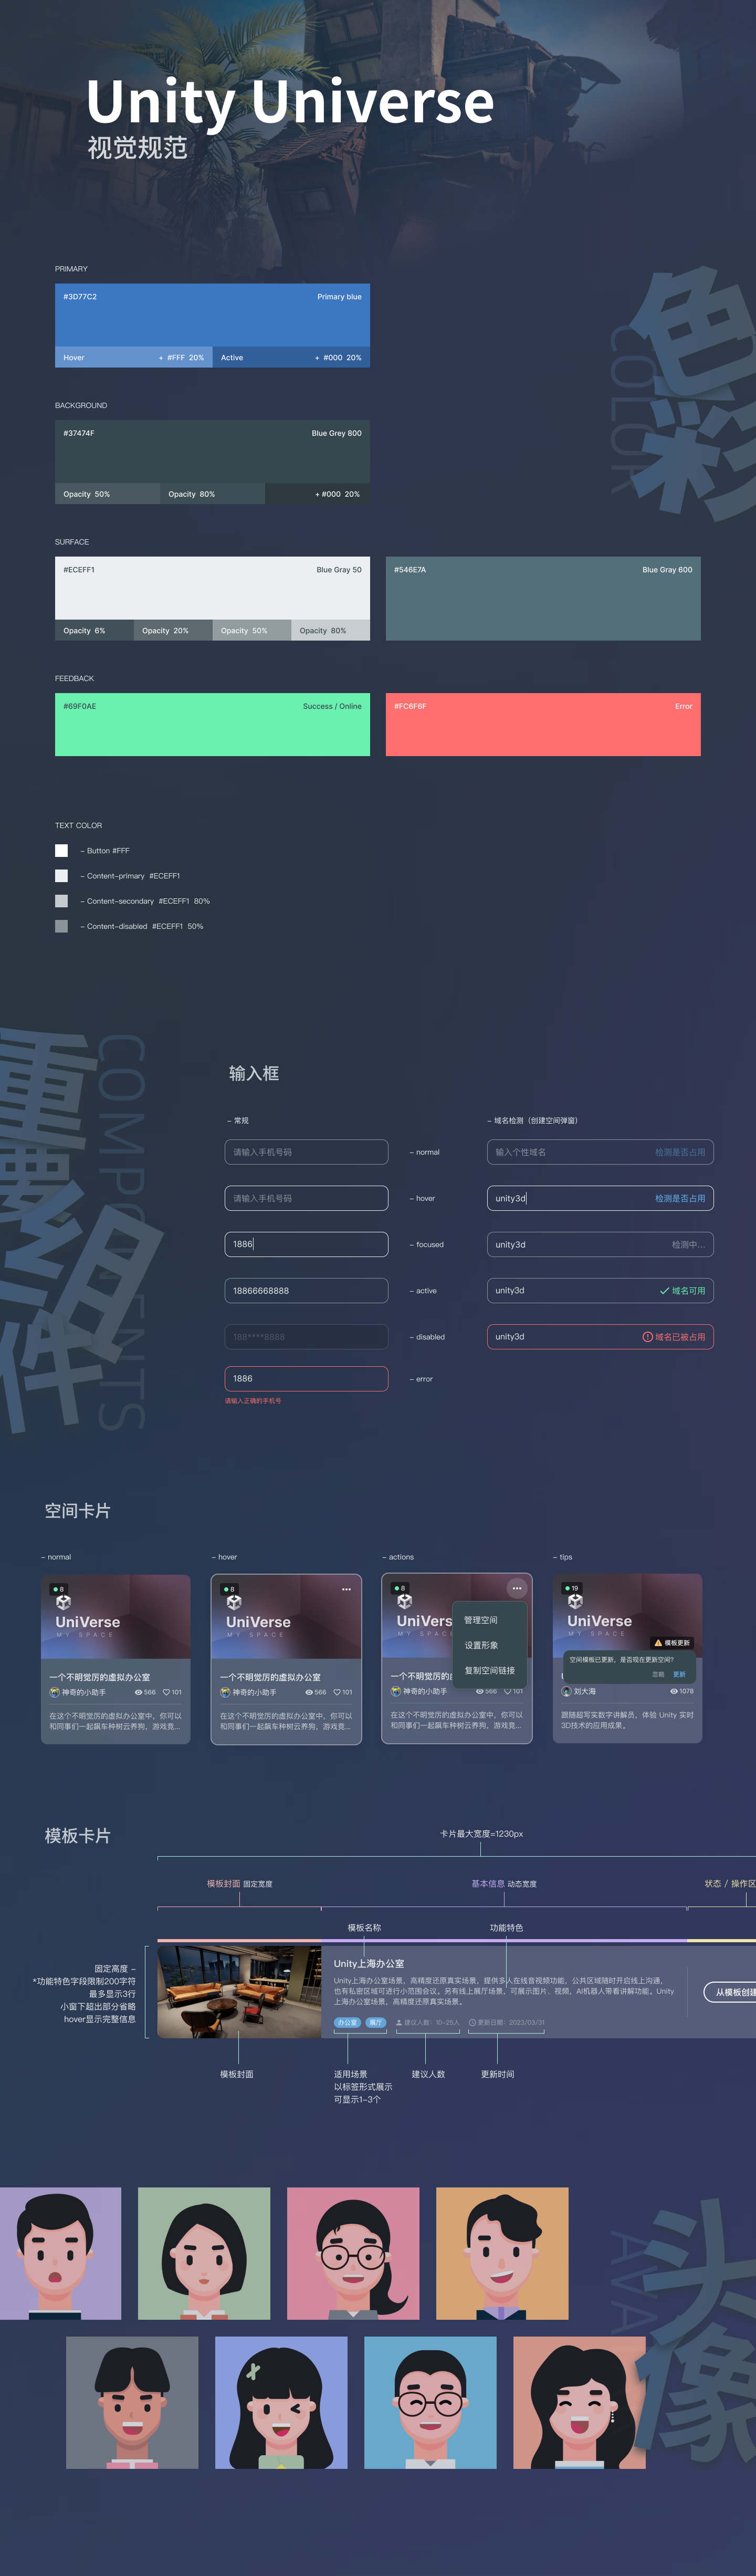 Unity Universe
视觉规范
PRIMARY
#3D77C2 Primary blue
Hover + #FFF 20% Active + #000 20%
色彩
COLOR
BACKGROUND
#37474F Blue Grey 800
Opacity 50% Opacity 80% + #000 20%
SURFACE
#ECEFF1 Blue Gray 50
Opacity 6% Opacity 20% Opacity 50% Opacity 80%
#546E7A Blue Gray 600
FEEDBACK
#69F0AE Success / Online
#FC6F6F Error
TEXT COLOR
- Button #FFF
- Content-primary #ECEFF1
- Content-secondary #ECEFF1 80%
- Content-disabled #ECEFF1 50%
重要组件
COMPONENTS
输入框
- 常规
- 域名检测（创建空间弹窗）
请输入手机号码 - normal 输入个性域名 检测是否占用
请输入手机号码 - hover unity3d 检测是否占用
1886 - focused unity3d 检测中...
18866668888 - active unity3d 域名可用
188****8888 - disabled unity3d 域名已被占用
1886 - error
请输入正确的手机号
空间卡片
- normal
8
UniVerse
MY SPACE
一个不明觉厉的虚拟办公室
神奇的小助手 566 101
在这个不明觉厉的虚拟办公室中，你可以
和同事们一起飙车种树云养狗，游戏竞...
- hover
8
UniVerse
MY SPACE
一个不明觉厉的虚拟办公室
神奇的小助手 566 101
在这个不明觉厉的虚拟办公室中，你可以
和同事们一起飙车种树云养狗，游戏竞...
- actions
8
UniVers
管理空间
设置形象
复制空间链接
MY SPACE
一个不明觉厉的
神奇的小助手 566 101
在这个不明觉厉的虚拟办公室中，你可以
和同事们一起飙车种树云养狗，游戏竞...
- tips
19
UniVerse
MY SPACE
模板更新
空间模板已更新，是否现在更新空间？
忽略 更新
刘大海 1078
跟随超写实数字讲解员，体验 Unity 实时
3D技术的应用成果。
模板卡片
卡片最大宽度=1230px
模板封面 固定宽度
基本信息 动态宽度
状态 / 操作区
模板名称
功能特色
固定高度 -
*功能特色字段限制200字符
最多显示3行
小窗下超出部分省略
hover显示完整信息
Unity上海办公室
Unity上海办公室场景，高精度还原真实场景，提供多人在线音视频功能，公共区域随时开启线上沟通，
也有私密区域可进行小范围会议。另有线上展厅场景，可展示图片，视频，AI机器人带看讲解功能。Unity
上海办公室场景，高精度还原真实场景。
办公室 展厅 建议人数：10-25人 更新日期：2023/03/31
从模板创建
模板封面
适用场景
以标签形式展示
可显示1-3个
建议人数
更新时间
头像
AVA